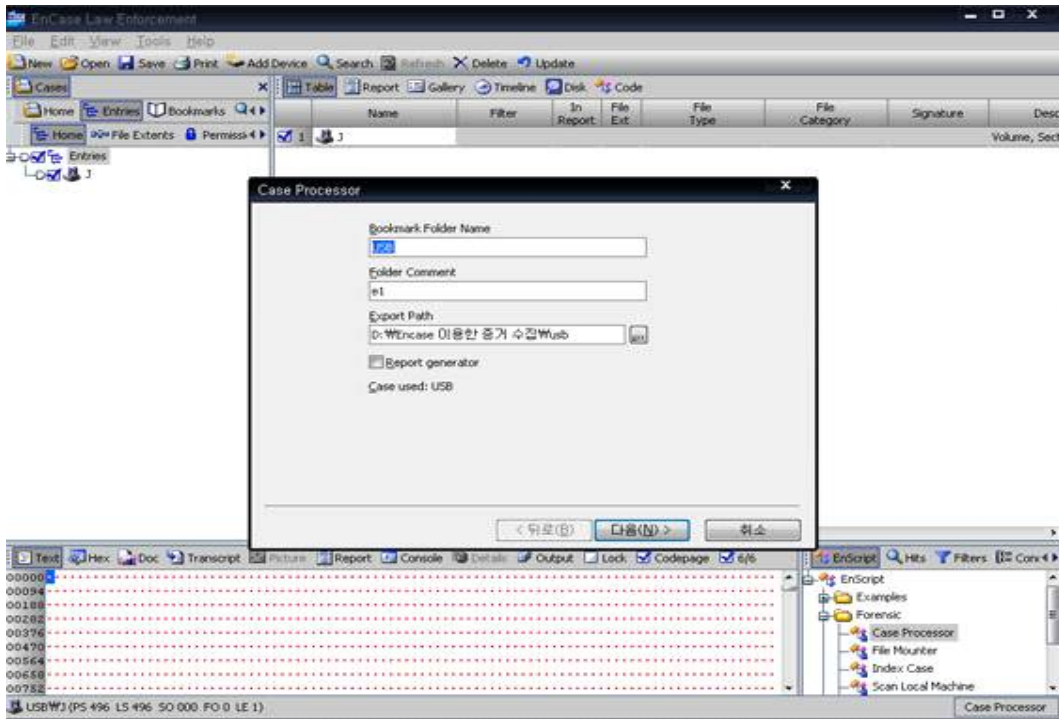 EnCase Law Enforcement
File Edit View Tools Help
New Open Save Print Add Device Search Refresh Delete Update
Cases
Table Report Gallery Timeline Disk Code
Home Entries Bookmarks
Name Filter In Report File Ext File Type File Category Signature Desc
Home File Extents Permissi
1 J
Volume, Sect
Entries
J
Case Processor
Bookmark Folder Name
USB
Folder Comment
e1
Export Path
D:₩Encase 이용한 증거 수집₩usb
Report generator
Case used: USB
< 뒤로(B) 다음(N) > 취소
Text Hex Doc Transcript Picture Report Console Details Output Lock Codepage 6/6
EnScript Hits Filters Conv
00000
00094
00188
00282
00376
00470
00564
00658
00752
EnScript
Examples
Forensic
Case Processor
File Mounter
Index Case
Scan Local Machine
USB₩J (PS 496 LS 496 SO 000 FO 0 LE 1)
Case Processor